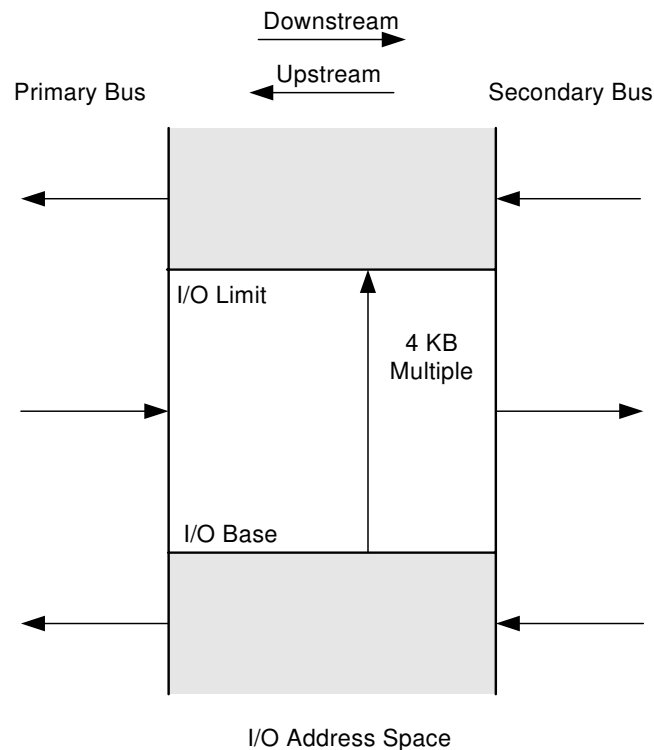 Downstream
Upstream
Primary Bus
Secondary Bus
I/O Limit
4 KB
Multiple
I/O Base
I/O Address Space